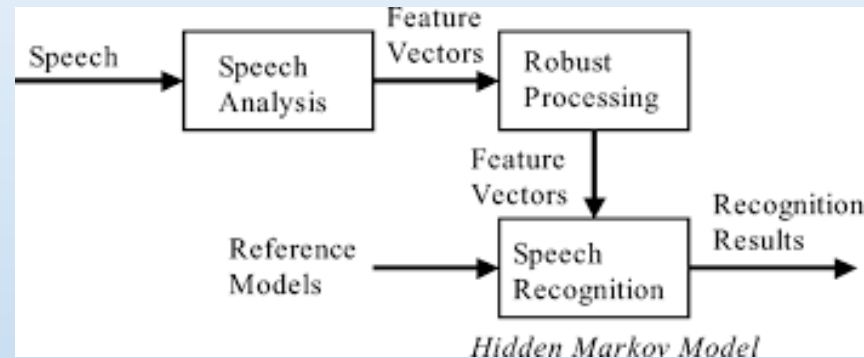 Speech
Speech
Analysis
Feature
Vectors
Robust
Processing
Feature
Vectors
Reference
Models
Speech
Recognition
Recognition
Results
Hidden Markov Model